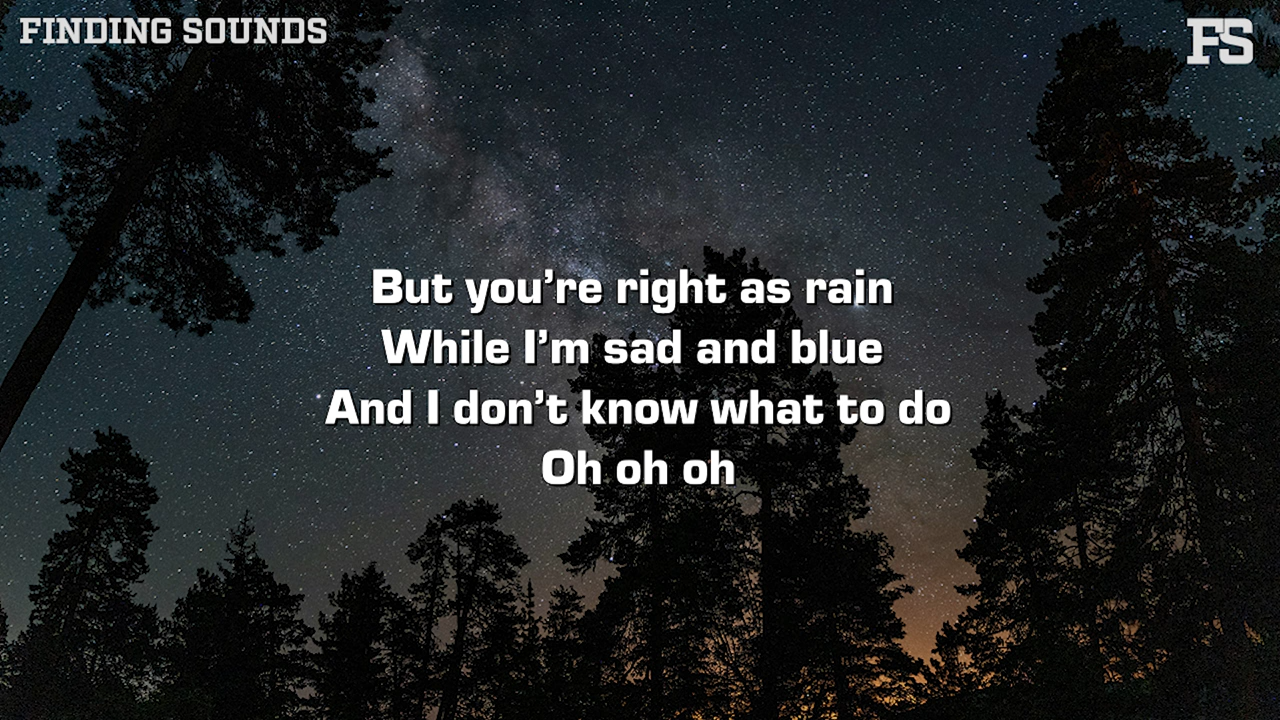 FINDING SOUNDS
FS
But you’re right as rain
While I’m sad and blue
And I don’t know what to do
Oh oh oh